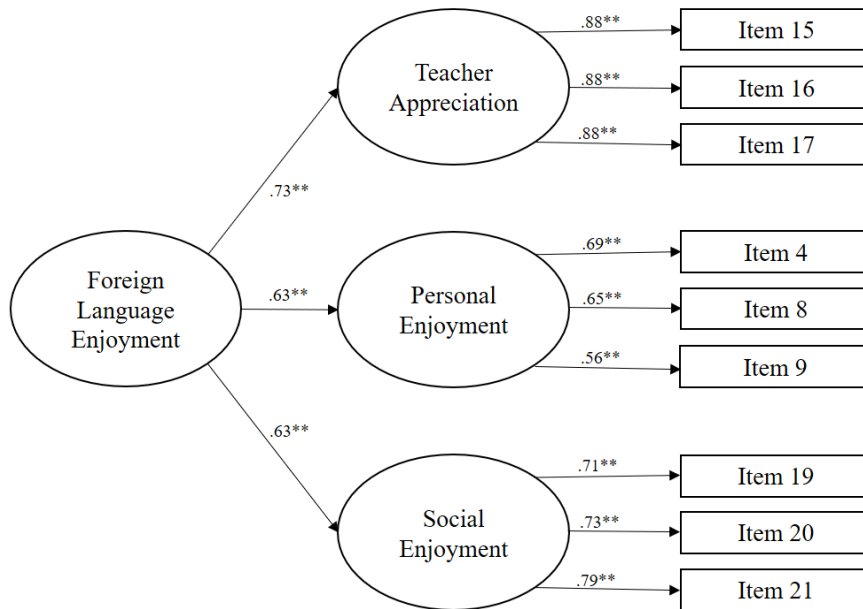 .88**
Item 15
Teacher
Appreciation
.88**
Item 16
.88**
Item 17
.73**
.69**
Item 4
Foreign
Language
Enjoyment
.63**
Personal
Enjoyment
.65**
Item 8
.56**
Item 9
.63**
.71**
Item 19
Social
Enjoyment
.73**
Item 20
.79**
Item 21